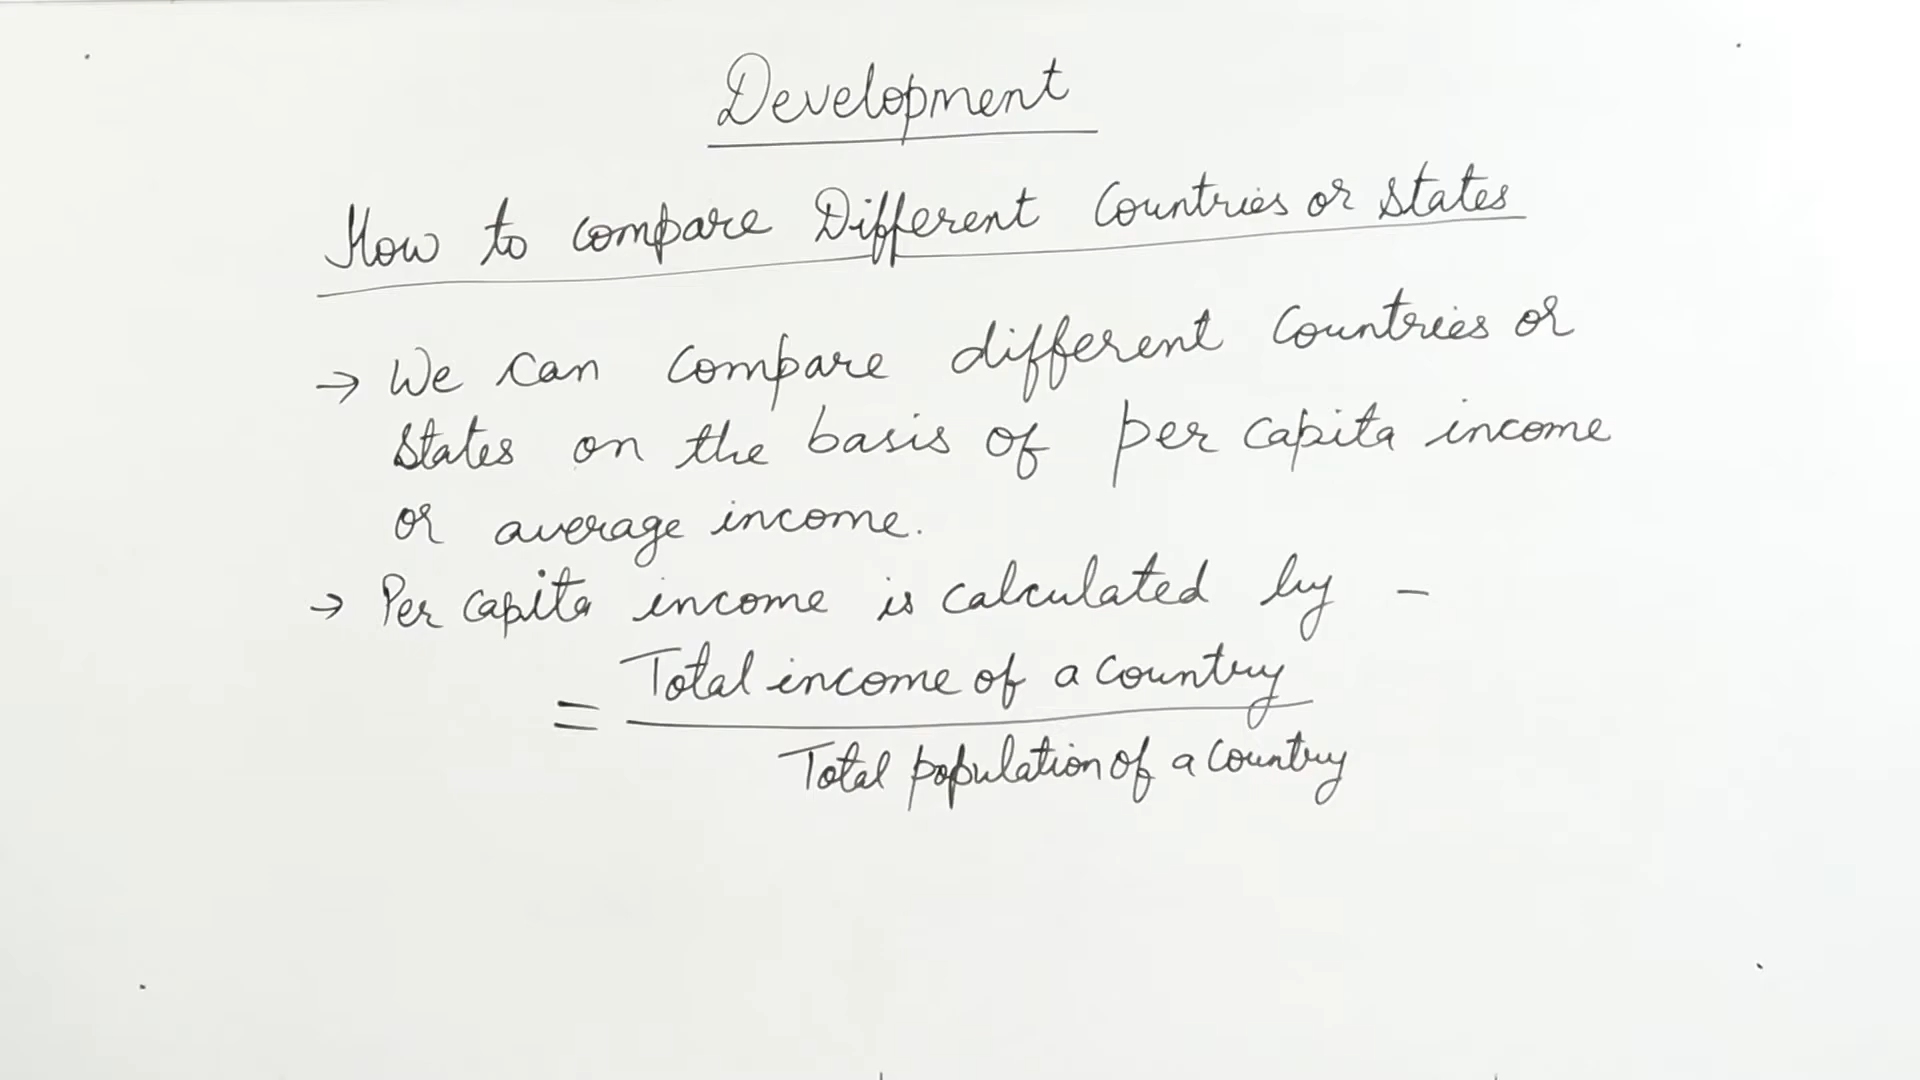 Development
How to compare Different Countries or States
→ We can compare different Countries or
States on the basis of per capita income
or average income.
→ Per capita income is calculated by –
= Total income of a country
Total population of a country